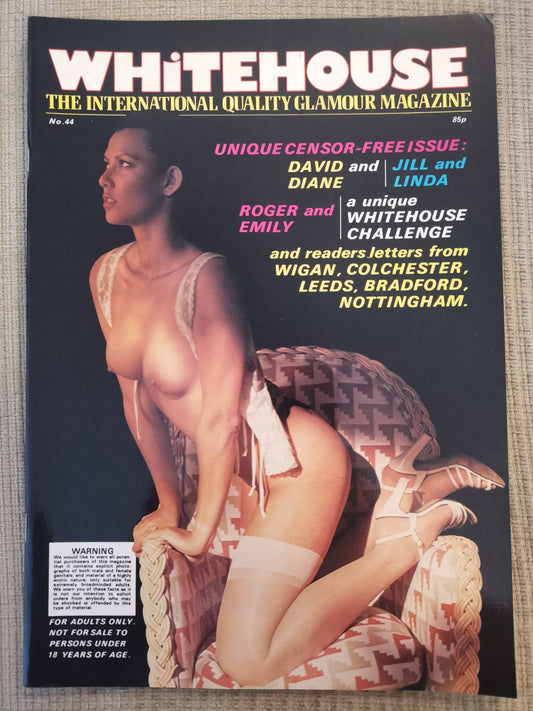 WHiTEHOUSE
THE INTERNATIONAL QUALITY GLAMOUR MAGAZINE
No.44
85p
UNIQUE CENSOR-FREE ISSUE:
DAVID and
DIANE
JILL and
LINDA
ROGER and
EMILY
a unique
WHITEHOUSE
CHALLENGE
and readers letters from
WIGAN, COLCHESTER,
LEEDS, BRADFORD,
NOTTINGHAM.
WARNING
We would like to warn all poten-
tial purchasers of this magazine
that it contains explicit photo-
graphs of both male and female
genitals, and material of a highly
erotic nature, only suitable for
extremely broadminded adults.
We warn you of these facts as it
is not our intention to solicit
orders from anybody who may
be shocked or offended by this
type of material.
FOR ADULTS ONLY.
NOT FOR SALE TO
PERSONS UNDER
18 YEARS OF AGE.